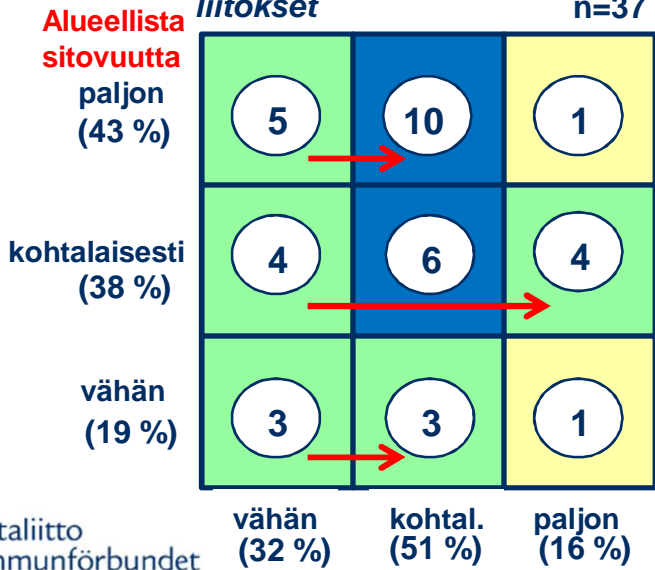 liitokset
n=37
Alueellista
sitovuutta
paljon
(43 %)
5
10
1
kohtalaisesti
(38 %)
4
6
4
vähän
(19 %)
3
3
1
vähän
(32 %)
kohtal.
(51 %)
paljon
(16 %)
taliitto
mmunförbundet